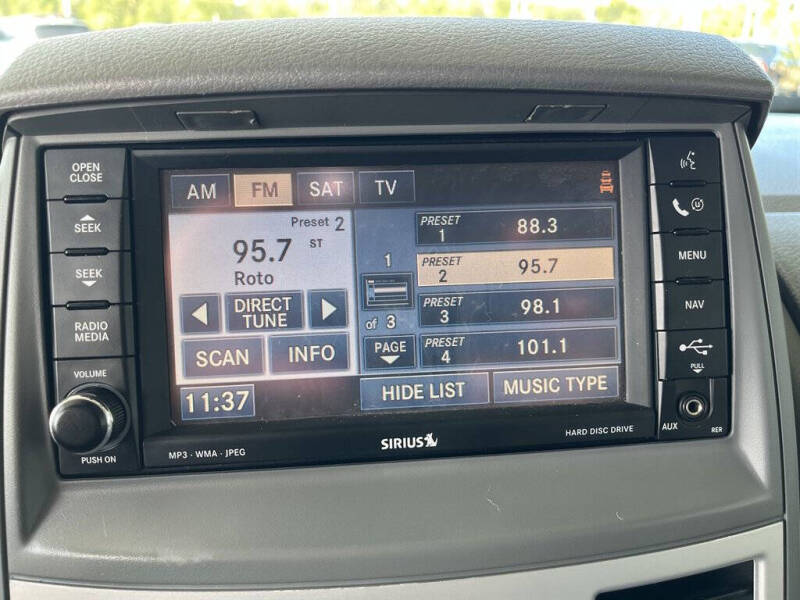 OPEN
CLOSE
SEEK
SEEK
RADIO
MEDIA
VOLUME
PUSH ON
AM FM SAT TV
Preset 2
95.7 ST
Roto
DIRECT
TUNE
SCAN INFO
11:37
1
of 3
PAGE
PRESET
1 88.3
PRESET
2 95.7
PRESET
3 98.1
PRESET
4 101.1
HIDE LIST MUSIC TYPE
MP3 · WMA · JPEG
SIRIUS
HARD DISC DRIVE
MENU
NAV
PULL
AUX RER